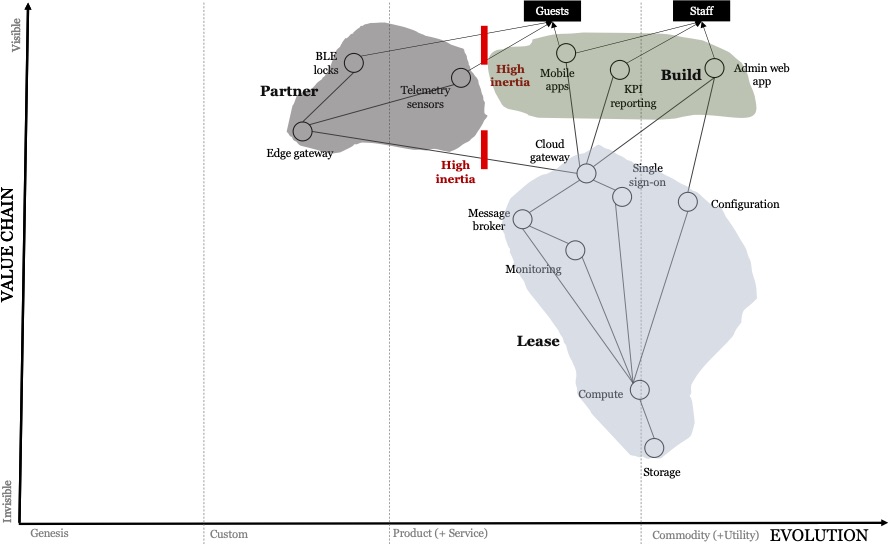 Visible
Guests
Staff
BLE
locks
Partner
Telemetry
sensors
Edge gateway
High
inertia
Mobile
apps
KPI
reporting
Build
Admin web
app
High
inertia
Cloud
gateway
Single
sign-on
Message
broker
Configuration
Monitoring
Lease
Compute
Storage
VALUE CHAIN
Invisible
Genesis
Custom
Product (+ Service)
Commodity (+Utility)
EVOLUTION